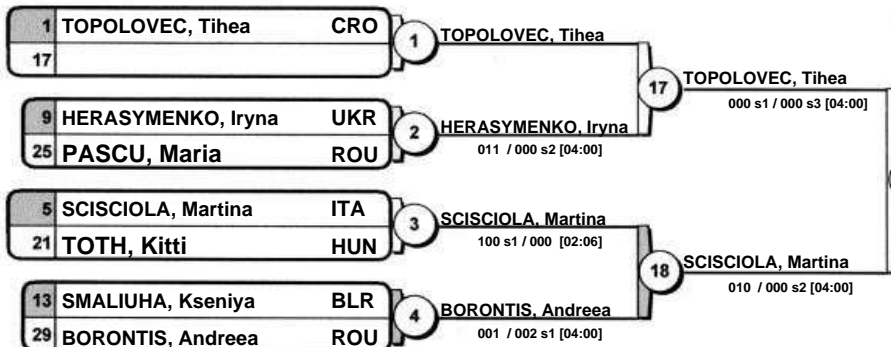 1 TOPOLOVEC, Tihea CRO
17
1
TOPOLOVEC, Tihea
17
TOPOLOVEC, Tihea
000 s1 / 000 s3 [04:00]
9 HERASYMENKO, Iryna UKR
25 PASCU, Maria ROU
2
HERASYMENKO, Iryna
011 / 000 s2 [04:00]
5 SCISCIOLA, Martina ITA
21 TOTH, Kitti HUN
3
SCISCIOLA, Martina
100 s1 / 000 [02:06]
18
SCISCIOLA, Martina
010 / 000 s2 [04:00]
13 SMALIUHA, Kseniya BLR
29 BORONTIS, Andreea ROU
4
BORONTIS, Andreea
001 / 002 s1 [04:00]